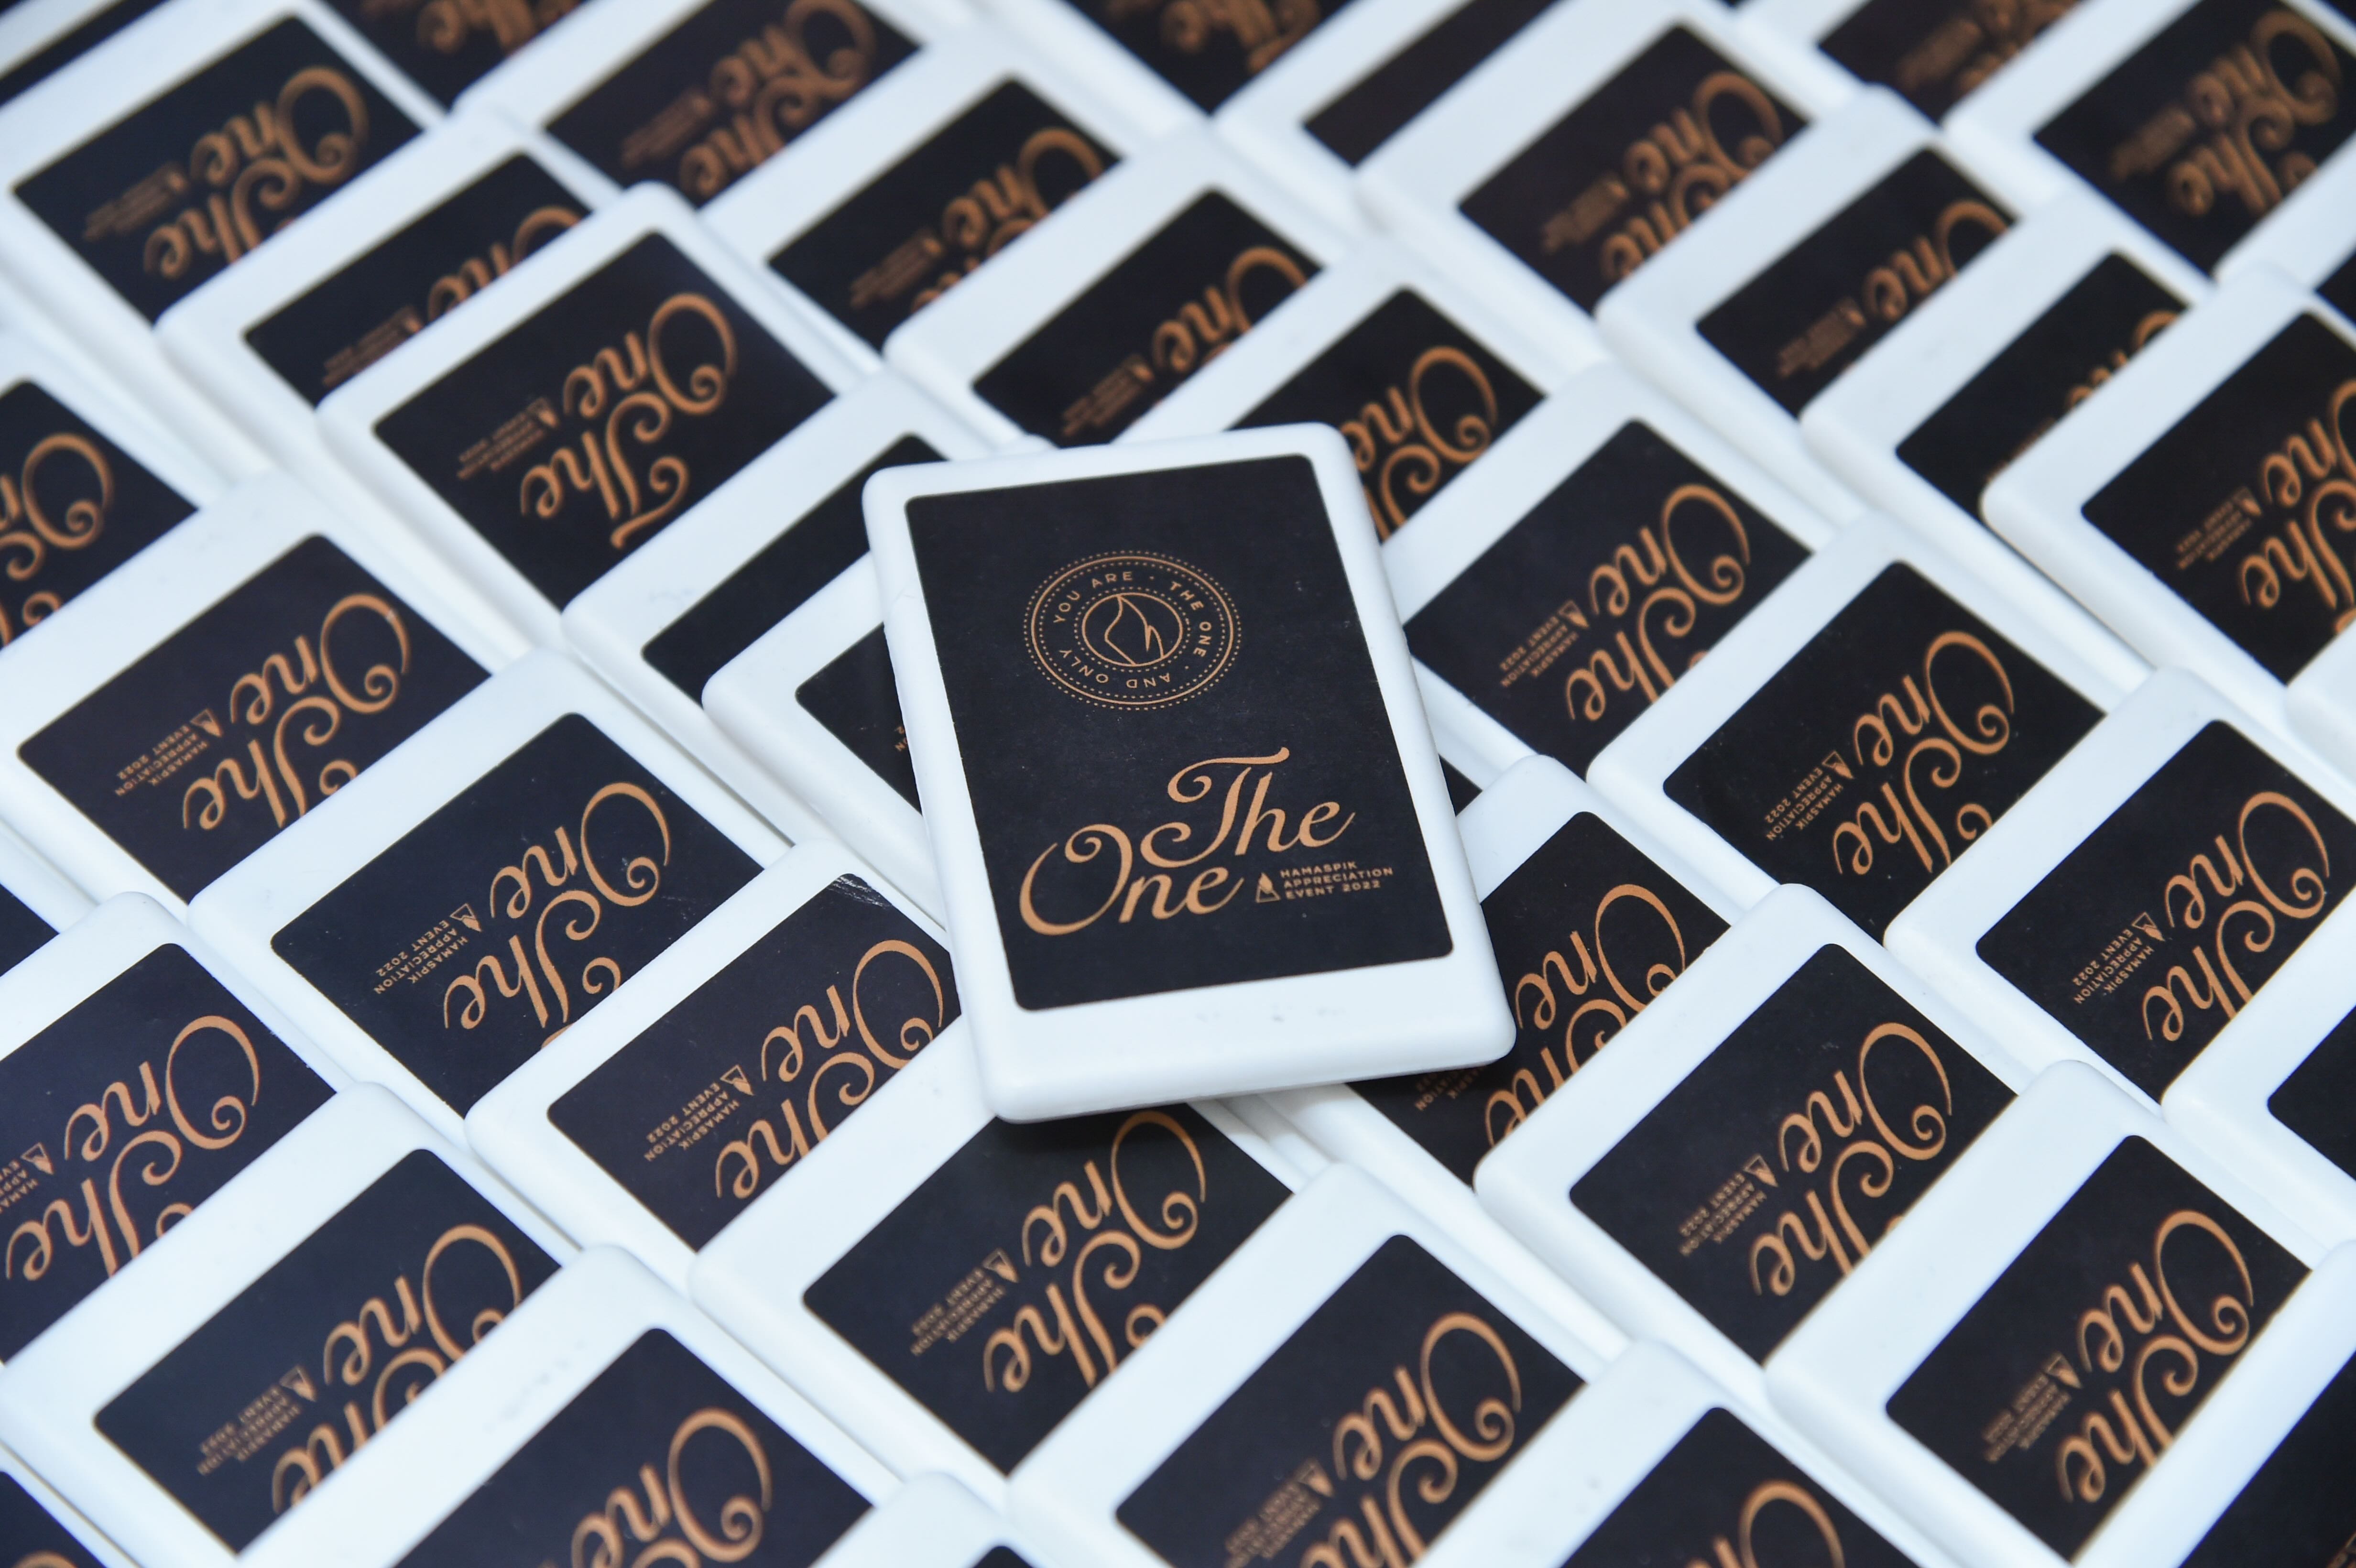 YOU ARE · THE ONE · AND ONLY
The
One
HAMASPIK
APPRECIATION
EVENT 2022